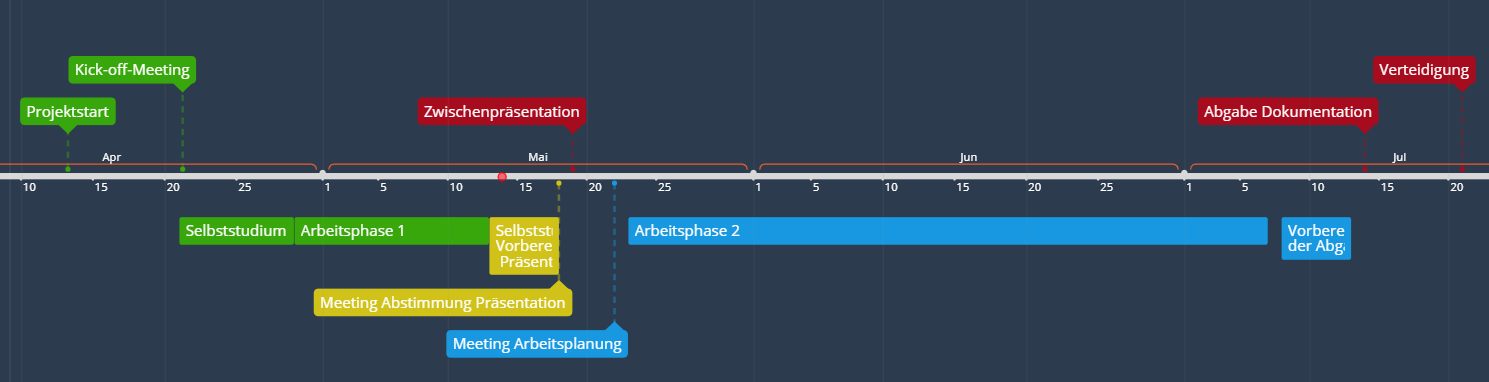 Kick-off-Meeting
Verteidigung
Projektstart
Zwischenpräsentation
Abgabe Dokumentation
Apr
Mai
Jun
Jul
10 15 20 25 1 5 10 15 20 25 1 5 10 15 20 25 1 5 10 15 20
Selbststudium
Arbeitsphase 1
Selbstst
Vorbere
Präsent
Arbeitsphase 2
Vorbere
der Abg
Meeting Abstimmung Präsentation
Meeting Arbeitsplanung